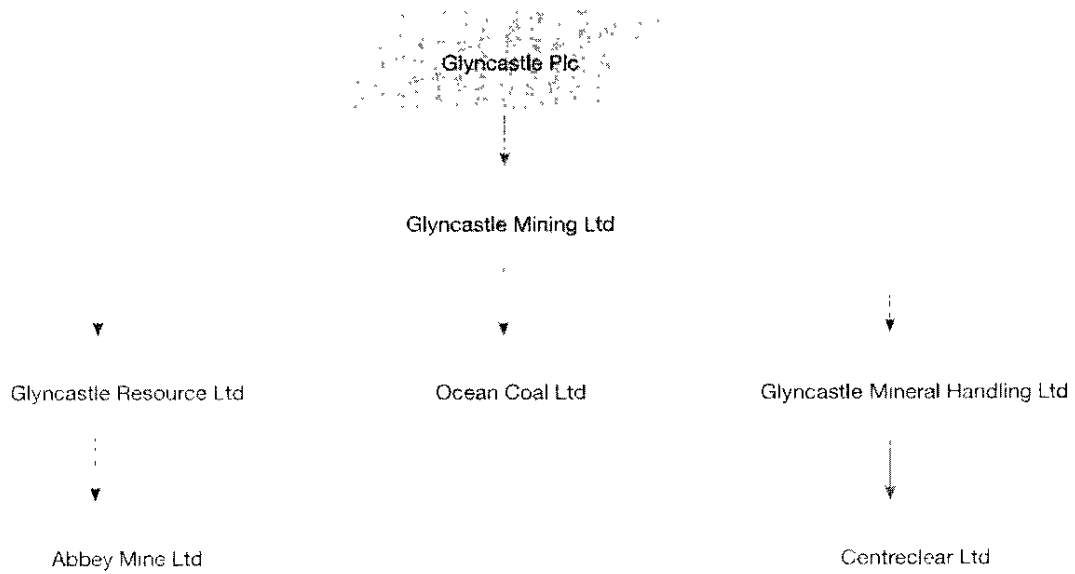 Glyncastle Plc
Glyncastle Mining Ltd
Glyncastle Resource Ltd
Ocean Coal Ltd
Glyncastle Mineral Handling Ltd
Abbey Mine Ltd
Centreclear Ltd